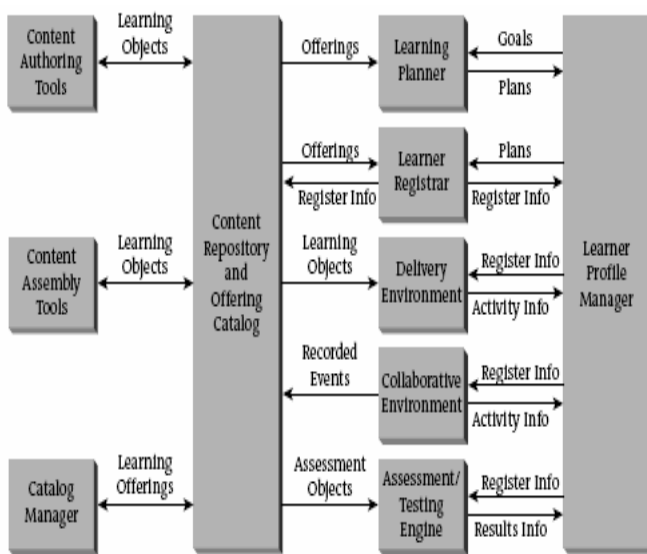 Content
Authoring
Tools
Learning
Objects
Offerings
Learning
Planner
Goals
Plans
Offerings
Register Info
Learner
Registrar
Plans
Register Info
Content
Assembly
Tools
Learning
Objects
Content
Repository
and
Offering
Catalog
Learning
Objects
Delivery
Environment
Register Info
Activity Info
Learner
Profile
Manager
Recorded
Events
Collaborative
Environment
Register Info
Activity Info
Catalog
Manager
Learning
Offerings
Assessment
Objects
Assessment/
Testing
Engine
Register Info
Results Info